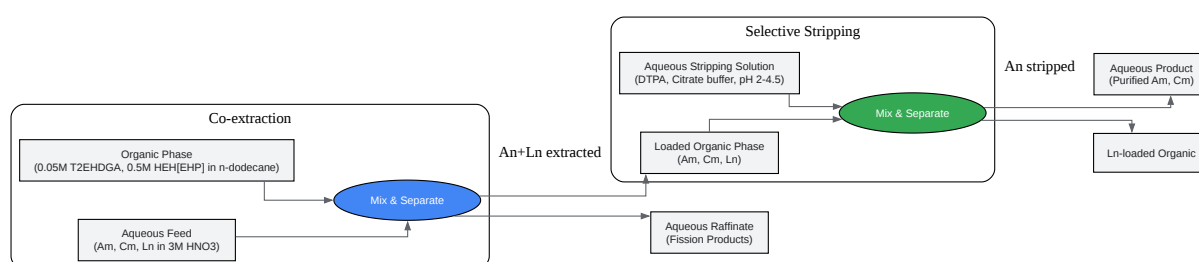 Co-extraction
Organic Phase
(0.05M T2EHDGA, 0.5M HEH[EHP] in n-dodecane)
Aqueous Feed
(Am, Cm, Ln in 3M HNO3)
Mix & Separate
An+Ln extracted
Aqueous Raffinate
(Fission Products)
Selective Stripping
Aqueous Stripping Solution
(DTPA, Citrate buffer, pH 2-4.5)
Loaded Organic Phase
(Am, Cm, Ln)
Mix & Separate
An stripped
Aqueous Product
(Purified Am, Cm)
Ln-loaded Organic